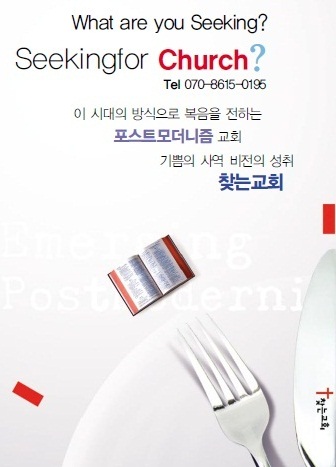 What are you Seeking?
Seekingfor Church?
Tel 070-8615-0195
이 시대의 방식으로 복음을 전하는
포스트모더니즘 교회
기쁨의 사역 비전의 성취
찾는교회
Emerging
Postmoderni
찾는교회